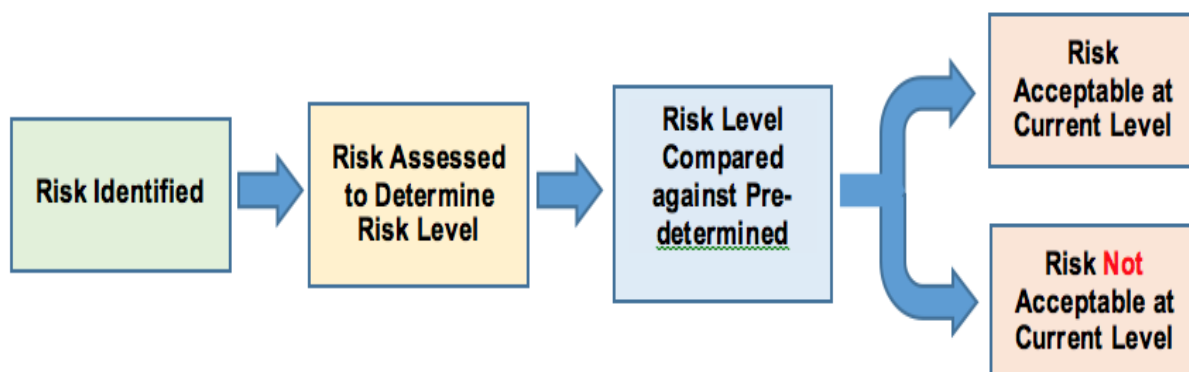 Risk Identified
Risk Assessed
to Determine
Risk Level
Risk Level
Compared
against Pre-
determined
Risk
Acceptable at
Current Level
Risk Not
Acceptable at
Current Level